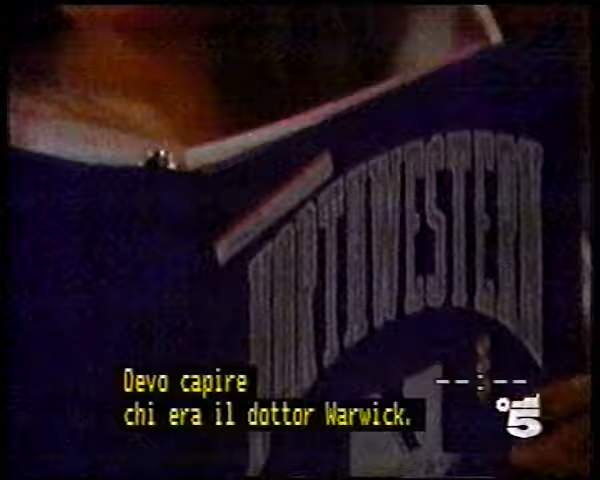 NORTHWESTERN
Devo capire
--:--
chi era il dottor Warwick.
5